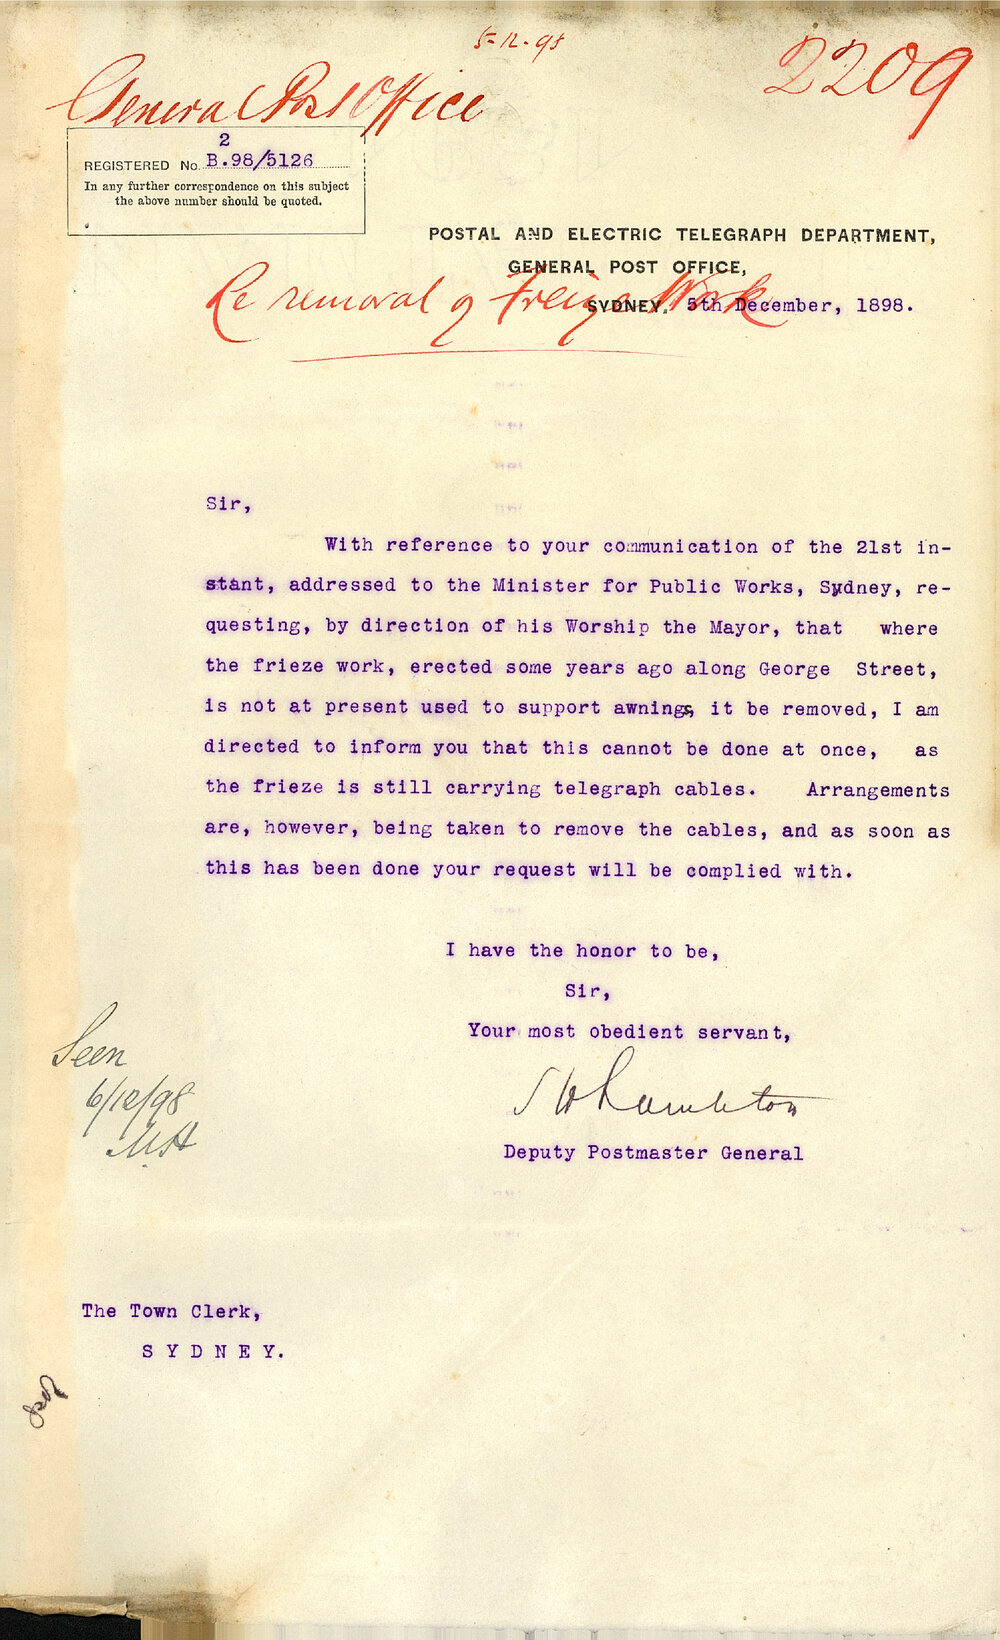 5-12-98
2209
General Post Office
2
REGISTERED No. B.98/5126
In any further correspondence on this subject
the above number should be quoted.
POSTAL AND ELECTRIC TELEGRAPH DEPARTMENT,
GENERAL POST OFFICE,
SYDNEY, 5th December, 1898.
Re removal of Freize Work
Sir,
With reference to your communication of the 21st in-
stant, addressed to the Minister for Public Works, Sydney, re-
questing, by direction of his Worship the Mayor, that where
the frieze work, erected some years ago along George Street,
is not at present used to support awnings, it be removed, I am
directed to inform you that this cannot be done at once, as
the frieze is still carrying telegraph cables. Arrangements
are, however, being taken to remove the cables, and as soon as
this has been done your request will be complied with.
I have the honor to be,
Sir,
Your most obedient servant,
Deputy Postmaster General
Seen
6/12/98
The Town Clerk,
SYDNEY.